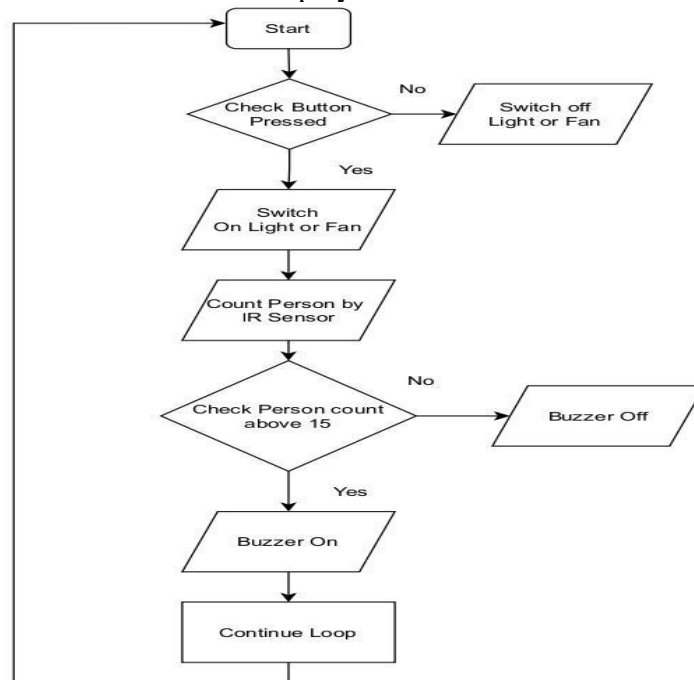 Start
No
Check Button
Pressed
Switch off
Light or Fan
Yes
Switch
On Light or Fan
Count Person by
IR Sensor
No
Check Person count
above 15
Buzzer Off
Yes
Buzzer On
Continue Loop